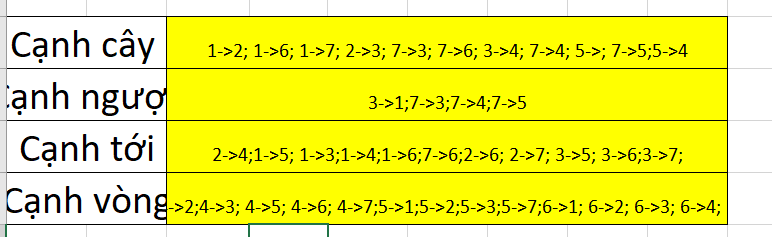 Cạnh cây 1->2; 1->6; 1->7; 2->3; 7->3; 7->6; 3->4; 7->4; 5->; 7->5;5->4
Cạnh ngượ 3->1;7->3;7->4;7->5
Cạnh tới 2->4;1->5; 1->3;1->4;1->6;7->6;2->6; 2->7; 3->5; 3->6;3->7;
Cạnh vòng ->2;4->3; 4->5; 4->6; 4->7;5->1;5->2;5->3;5->7;6->1; 6->2; 6->3; 6->4;